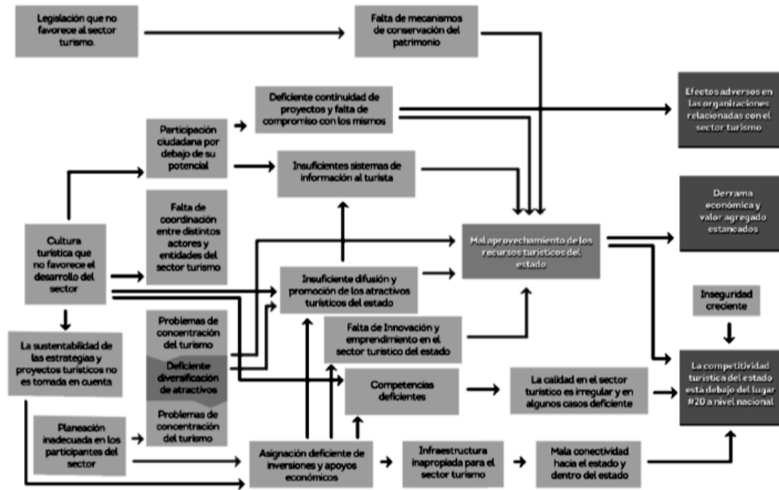 Legislación que no
favorece al sector
turismo.
Falta de mecanismos
de conservación del
patrimonio
Deficiente continuidad
de proyectos y falta de
compromiso con los mismos
Efectos adversos en
las organizaciones
relacionadas con el
sector turismo
Participación
ciudadana por
debajo de su
potencial
Insuficientes sistemas de
información al turista
Falta de
coordinación
entre distintos
actores y
entidades del
sector turismo
Derrama
económica y
valor agregado
estancados
Cultura
turística que
no favorece el
desarrollo del
sector
Mal aprovechamiento de los
recursos turísticos del
estado
Insuficiente difusión y
promoción de los atractivos
turísticos del estado
Inseguridad
creciente
Problemas de
concentración del
turismo
Falta de Innovación y
emprendimiento en el
sector turístico del estado
La sustentabilidad de
las estrategias y
proyectos turísticos no
es tomada en cuenta
Deficiente
diversificación
de atractivos
Competencias
deficientes
La calidad en el sector
turístico es irregular y en
algunos casos deficiente
La competitividad
turística del estado
está debajo del lugar
#20 a nivel nacional
Problemas de
concentración del
turismo
Planeación
inadecuada en los
participantes del
sector
Asignación deficiente de
inversiones y apoyos
económicos
Infraestructura
inapropiada para el
sector turismo
Mala conectividad
hacia el estado y
dentro del estado